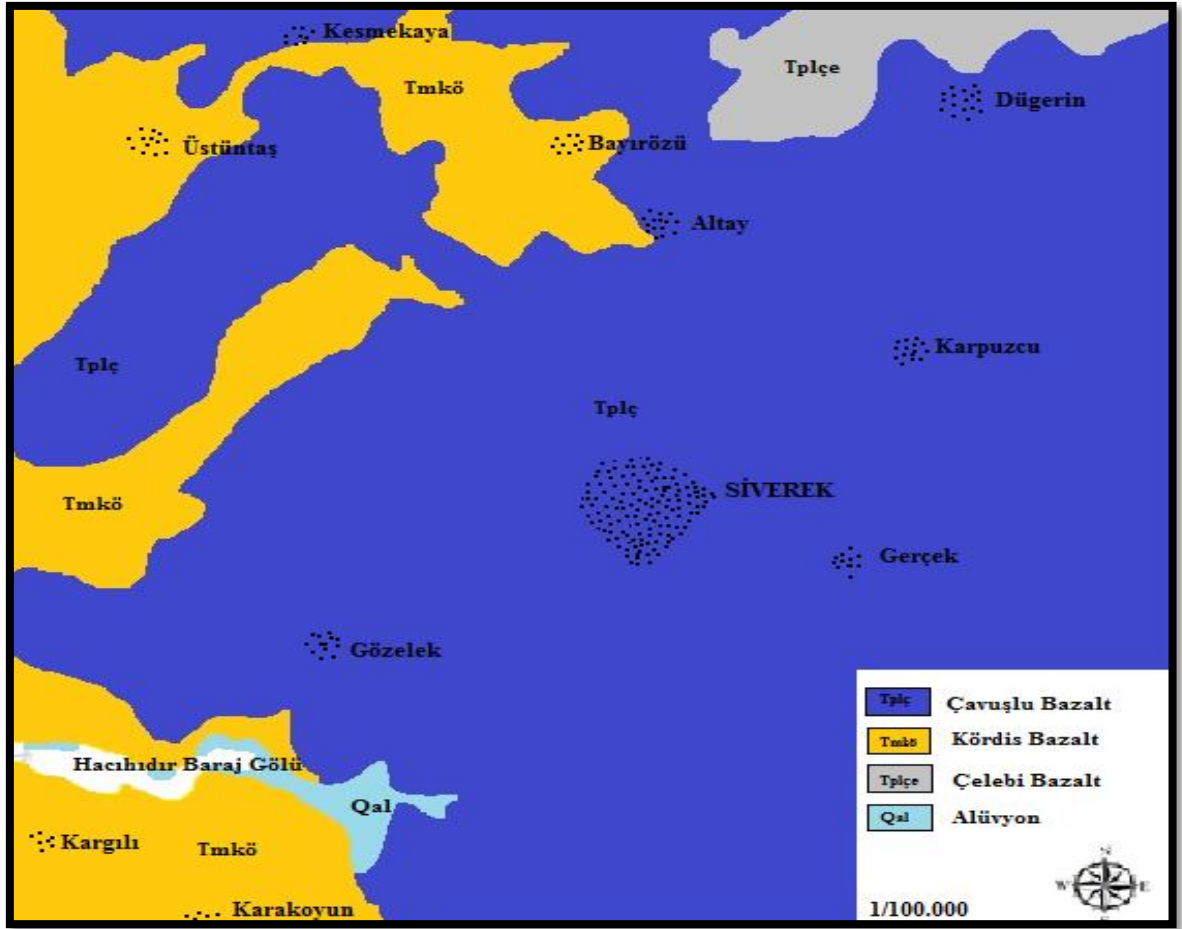 Kesmekaya
Tplçe
Tmkö
Dügerin
Üstüntaş
Bayırözü
Altay
Karpuzcu
Tplç
Tplç
SİVEREK
Tmkö
Gerçek
Gözelek
Hacıhıdır Baraj Gölü
Qal
Kargılı
Tmkö
Karakoyun
Tplç Çavuşlu Bazalt
Tmkö Kördis Bazalt
Tplçe Çelebi Bazalt
Qal Alüvyon
N
W E
S
1/100.000